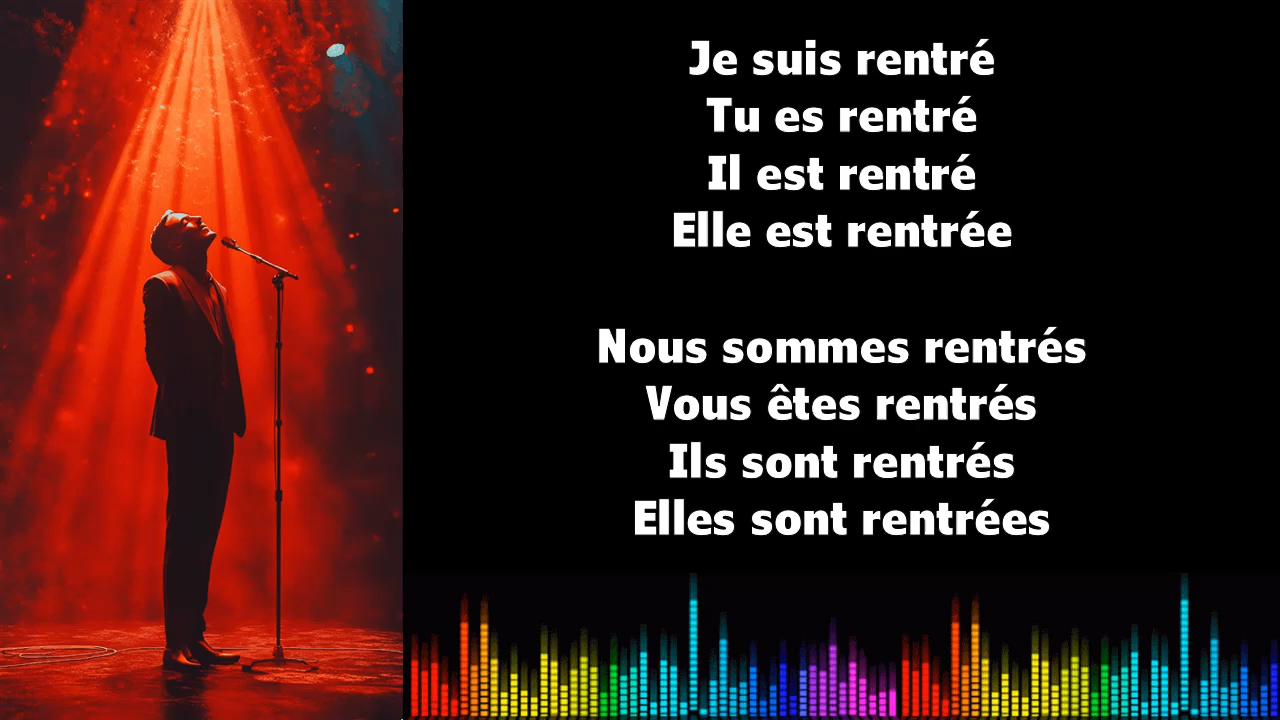 Je suis rentré
Tu es rentré
Il est rentré
Elle est rentrée
Nous sommes rentrés
Vous êtes rentrés
Ils sont rentrés
Elles sont rentrées